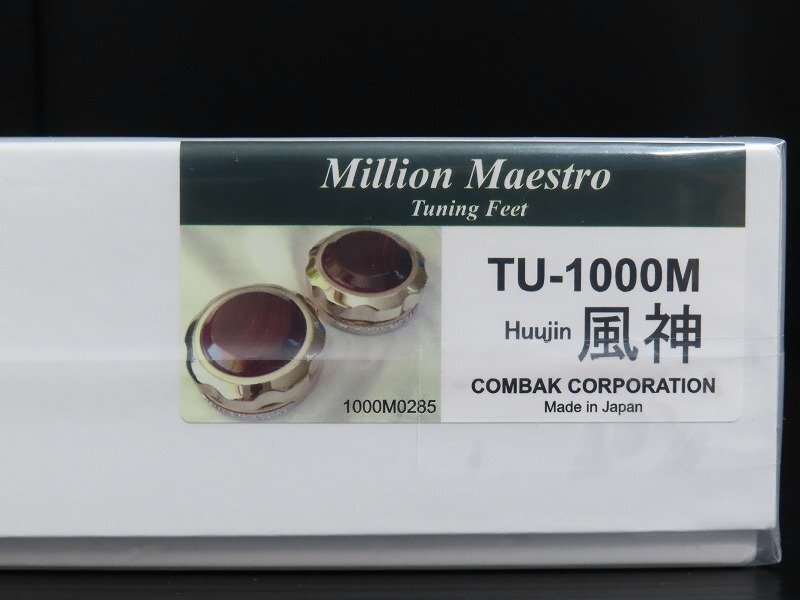 Million Maestro
Tuning Feet
TU-1000M
Huujin 風神
COMBAK CORPORATION
Made in Japan
1000M0285